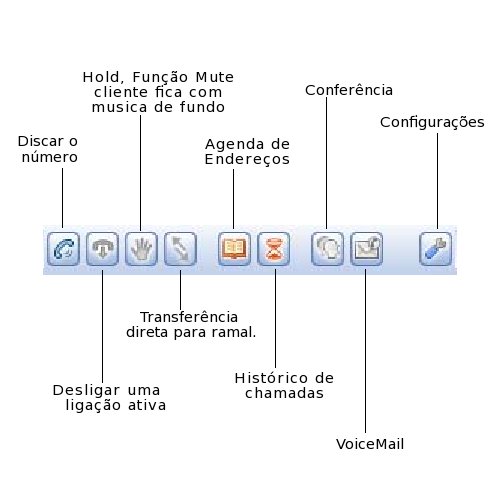 Hold, Função Mute
cliente fica com
musica de fundo
Conferência
Configurações
Discar o
número
Agenda de
Endereços
Transferência
direta para ramal.
Desligar uma
ligação ativa
Histórico de
chamadas
VoiceMail